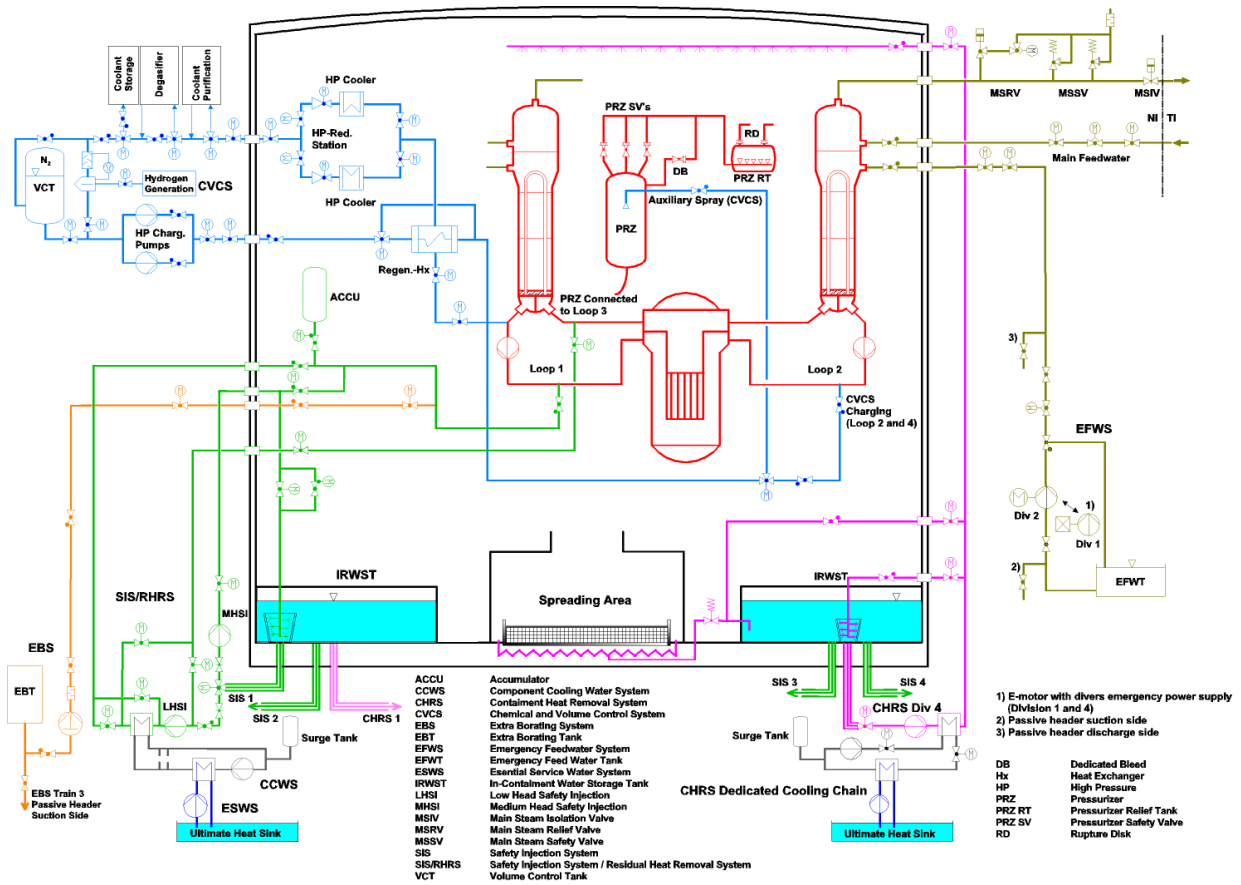 Coolant
Storage
Degasifier
Coolant
Purification
HP Cooler
HP-Red.
Station
HP Cooler
N2
VCT
Hydrogen
Generation
CVCS
HP Charg.
Pumps
Regen.-Hx
ACCU
PRZ SV's
RD
DB
PRZ RT
Auxiliary Spray (CVCS)
PRZ
PRZ Connected
to Loop 3
Loop 1
Loop 2
CVCS
Charging
(Loop 2 and 4)
MSRV
MSSV
MSIV
NI
TI
Main Feedwater
3)
EFWS
Div 2
1)
Div 1
2)
EFWT
SIS/RHRS
MHSI
IRWST
Spreading Area
IRWST
EBS
EBT
LHSI
SIS 1
SIS 2
CHRS 1
SIS 3
SIS 4
CHRS Div 4
Surge Tank
CCWS
ESWS
Ultimate Heat Sink
EBS Train 3
Passive Header
Suction Side
Surge Tank
CHRS Dedicated Cooling Chain
Ultimate Heat Sink
ACCU Accumulator
CCWS Component Cooling Water System
CHRS Contaiment Heat Removal System
CVCS Chemical and Volume Control System
EBS Extra Borating System
EBT Extra Borating Tank
EFWS Emergency Feedwater System
EFWT Emergency Feed Water Tank
ESWS Esential Service Water System
IRWST In-Contaiment Water Storage Tank
LHSI Low Head Safety Injection
MHSI Medium Head Safety Injection
MSIV Main Steam Isolation Valve
MSRV Main Steam Relief Valve
MSSV Main Steam Safety Valve
SIS Safety Injection System
SIS/RHRS Safety Injection System / Residual Heat Removal System
VCT Volume Control Tank
1) E-motor with divers emergency power supply
(Division 1 and 4)
2) Passive header suction side
3) Passive header discharge side
DB Dedicated Bleed
Hx Heat Exchanger
HP High Pressure
PRZ Pressurizer
PRZ RT Pressurizer Relief Tank
PRZ SV Pressurizer Safety Valve
RD Rupture Disk